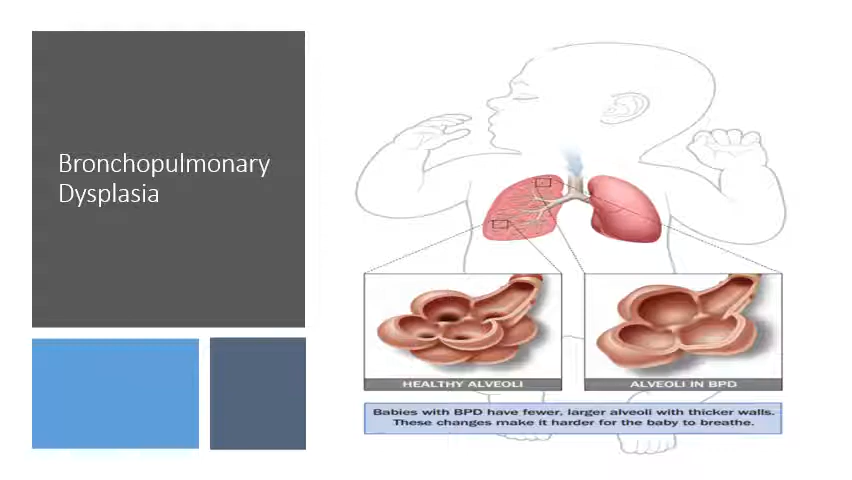 Bronchopulmonary
Dysplasia
HEALTHY ALVEOLI
ALVEOLI IN BPD
Babies with BPD have fewer, larger alveoli with thicker walls.
These changes make it harder for the baby to breathe.